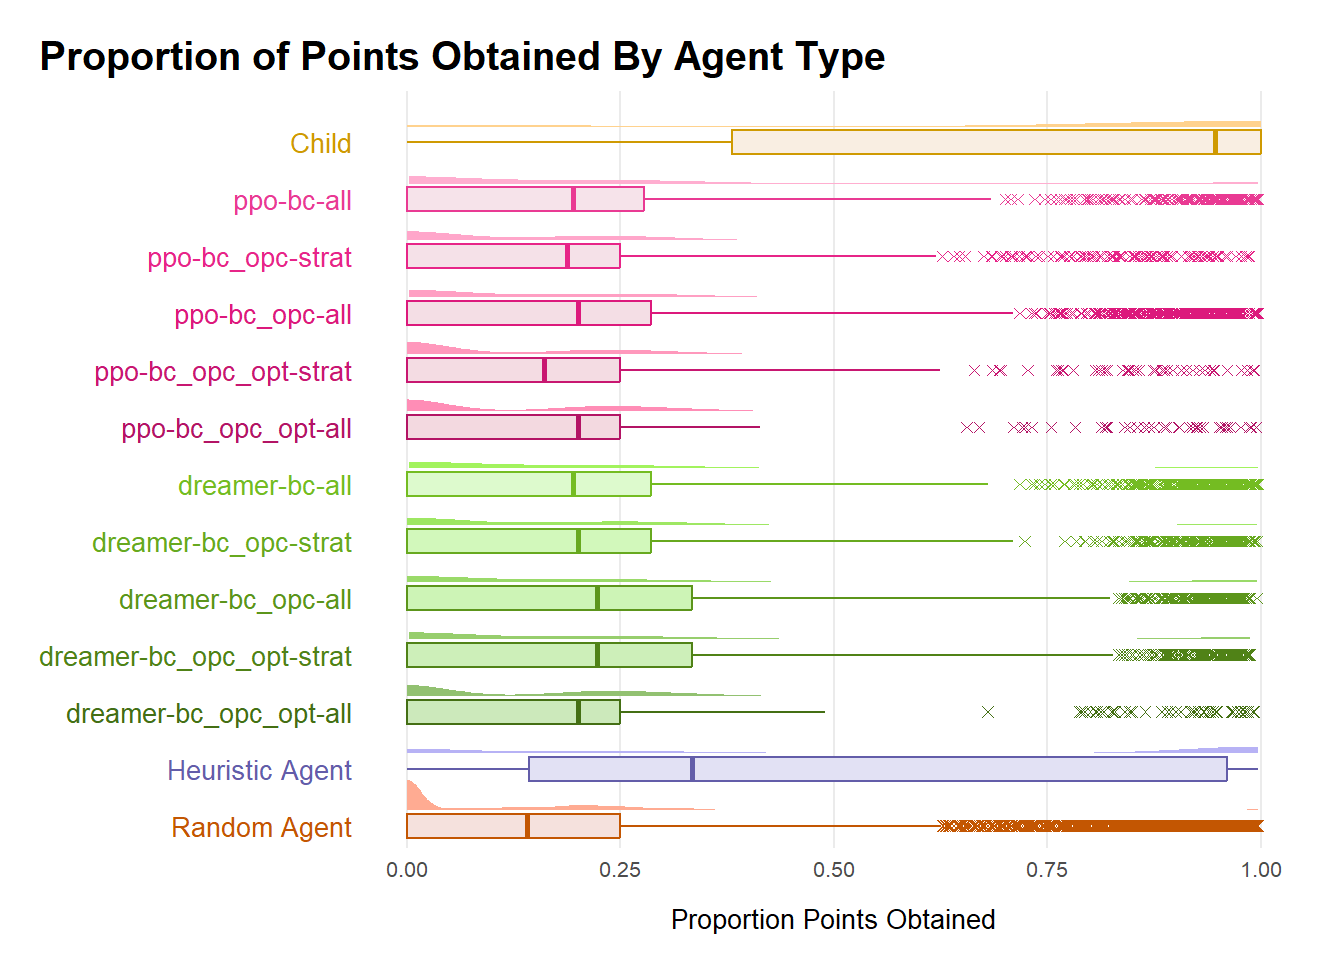 Proportion of Points Obtained By Agent Type
Child
ppo-bc-all
ppo-bc_opc-strat
ppo-bc_opc-all
ppo-bc_opc_opt-strat
ppo-bc_opc_opt-all
dreamer-bc-all
dreamer-bc_opc-strat
dreamer-bc_opc-all
dreamer-bc_opc_opt-strat
dreamer-bc_opc_opt-all
Heuristic Agent
Random Agent
0.00 0.25 0.50 0.75 1.00
Proportion Points Obtained